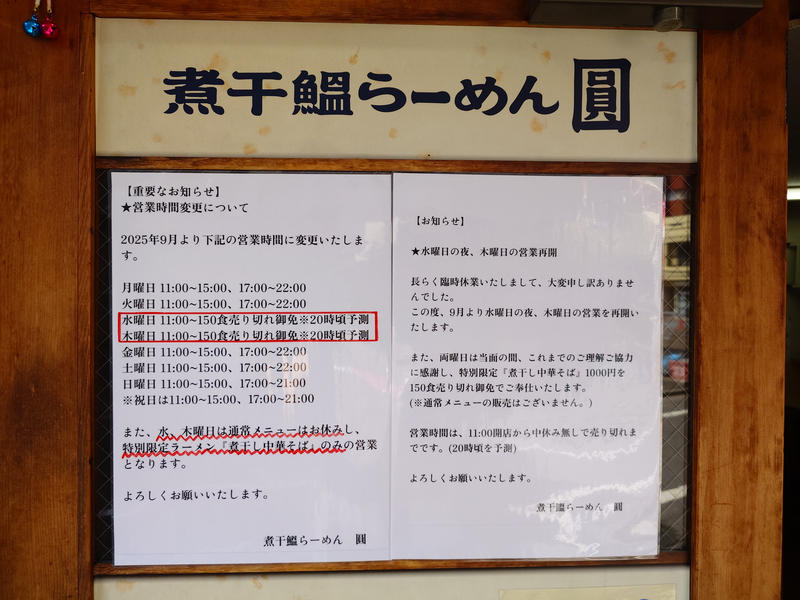 煮干鰮らーめん 圓
【重要なお知らせ】
★営業時間変更について
2025年9月より下記の営業時間に変更いたしま
す。
月曜日 11:00~15:00、17:00~22:00
火曜日 11:00~15:00、17:00~22:00
水曜日 11:00~150食売り切れ御免※20時頃予測
木曜日 11:00~150食売り切れ御免※20時頃予測
金曜日 11:00~15:00、17:00~22:00
土曜日 11:00~15:00、17:00~22:00
日曜日 11:00~15:00、17:00~21:00
※祝日は11:00~15:00、17:00~21:00
また、水、木曜日は通常メニューはお休みし、
特別限定ラーメン『煮干し中華そば』のみの営業
となります。
よろしくお願いいたします。
煮干鰮らーめん 圓
【お知らせ】
★水曜日の夜、木曜日の営業再開
長らく臨時休業いたしまして、大変申し訳ありませ
んでした。
この度、9月より水曜日の夜、木曜日の営業を再開い
たします。
また、両曜日は当面の間、これまでのご理解ご協力
に感謝し、特別限定『煮干し中華そば』1000円を
150食売り切れ御免でご奉仕いたします。
(※通常メニューの販売はございません。)
営業時間は、11:00開店から中休み無しで売り切れま
でです。(20時頃を予測)
よろしくお願いいたします。
煮干鰮らーめん 圓